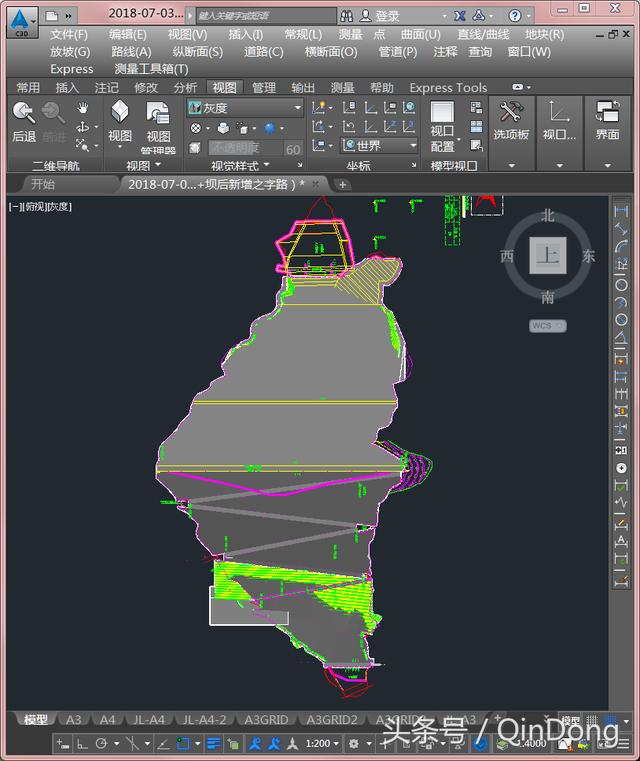 2018-07-03...
键入关键字或短语
登录
C3D
文件(F) 编辑(E) 视图(V) 插入(I) 常规(L) 测量 点 曲面(U) 直线/曲线 地块(R)
放坡(G) 路线(A) 纵断面(S) 道路(C) 横断面(O) 管道(P) 注释 查询 窗口(W)
Express 测量工具箱(T)
常用 插入 注记 修改 分析 视图 管理 输出 测量 帮助 Express Tools
灰度
后退 前进 视图 视图管理器 不透明度 60 世界 视口配置 选项板 视口... 界面
二维导航 视图 视觉样式 坐标 模型视口
开始 2018-07-0...+坝后新增之字路)*
[−][俯视][灰度]
北
西 上 东
南
WCS
模型 A3 A4 JL-A4 JL-A4-2 A3GRID A3GRID2 JL-A3
模型
1:200
1.4000
头条号 / QinDong